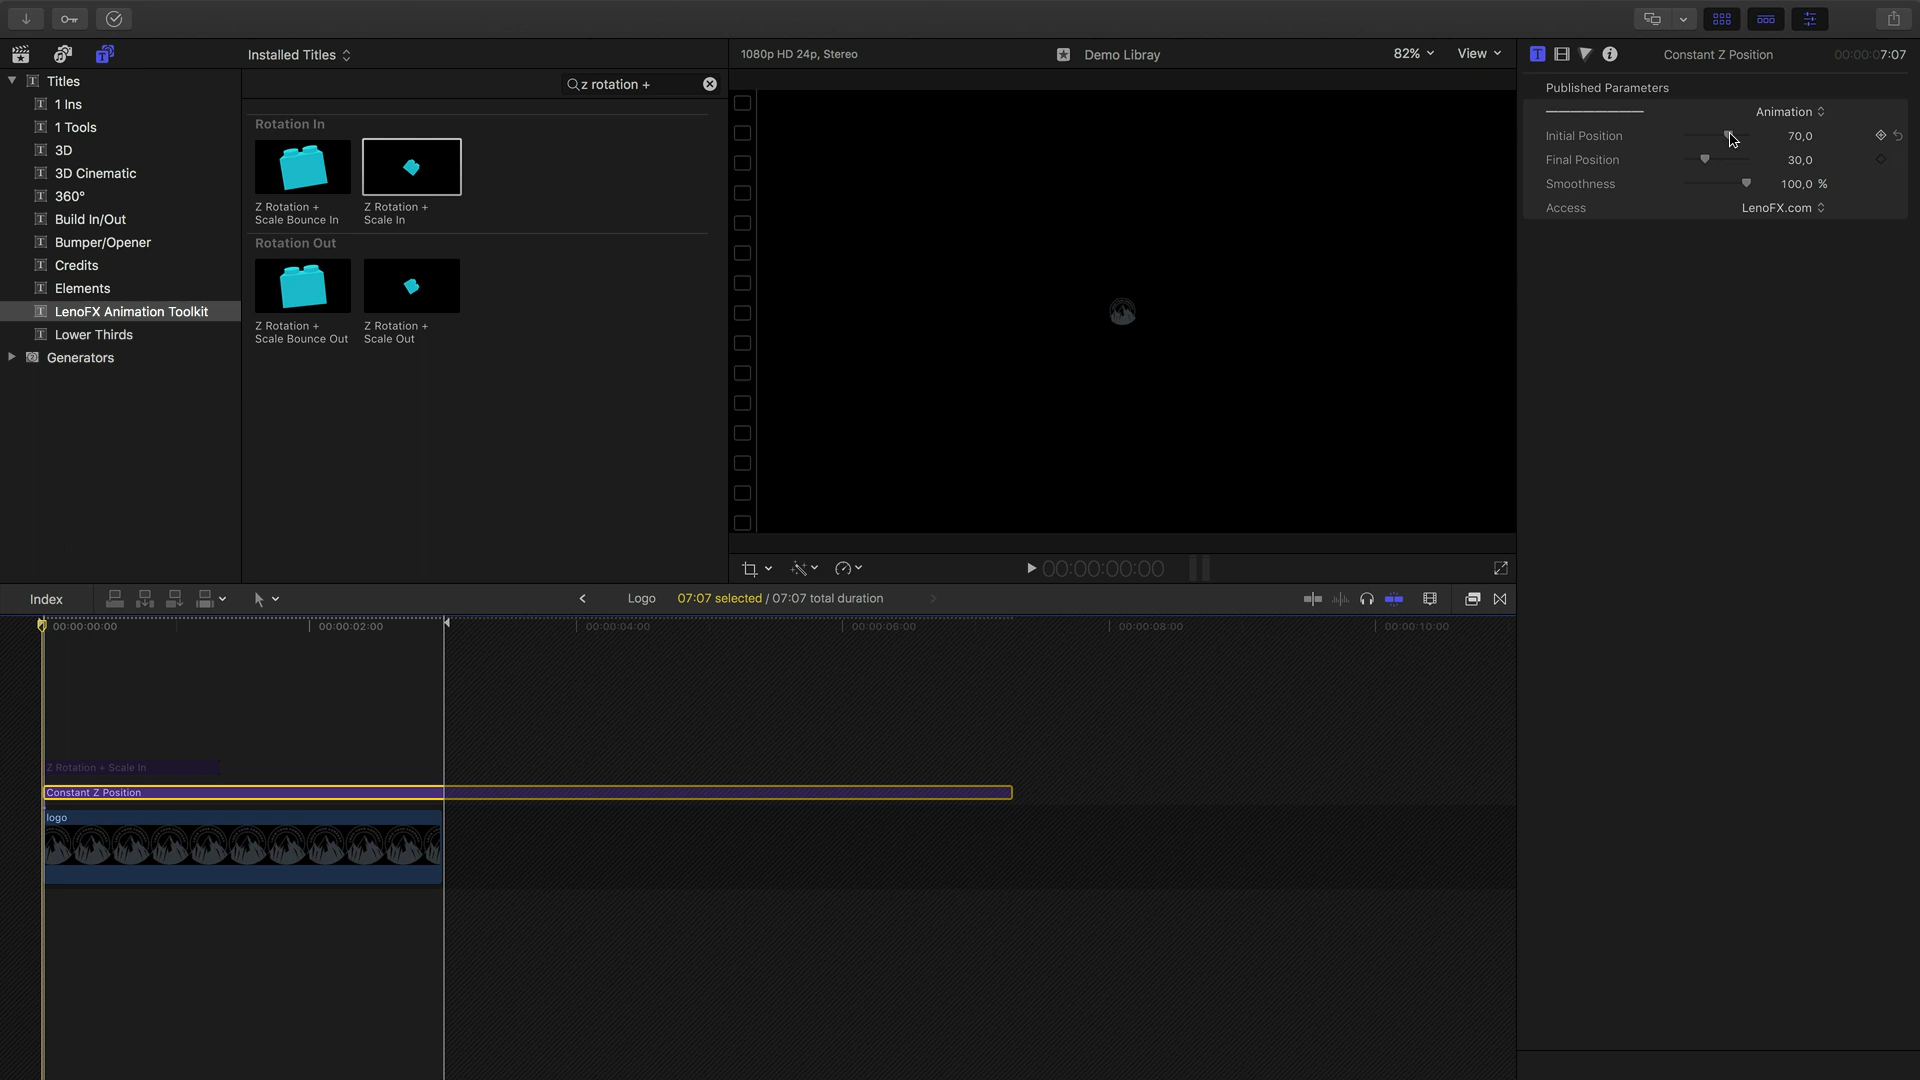 Installed Titles
1080p HD 24p, Stereo
Demo Libray
82%
View
Constant Z Position
00:00:07:07
Titles
1 Ins
1 Tools
3D
3D Cinematic
360°
Build In/Out
Bumper/Opener
Credits
Elements
LenoFX Animation Toolkit
Lower Thirds
Generators
z rotation +
Rotation In
Z Rotation +
Scale Bounce In
Z Rotation +
Scale In
Rotation Out
Z Rotation +
Scale Bounce Out
Z Rotation +
Scale Out
Published Parameters
Animation
Initial Position
70,0
Final Position
30,0
Smoothness
100,0 %
Access
LenoFX.com
00:00:00:00
Index
Logo
07:07 selected / 07:07 total duration
00:00:00:00
00:00:02:00
00:00:04:00
00:00:06:00
00:00:08:00
00:00:10:00
Z Rotation + Scale In
Constant Z Position
logo